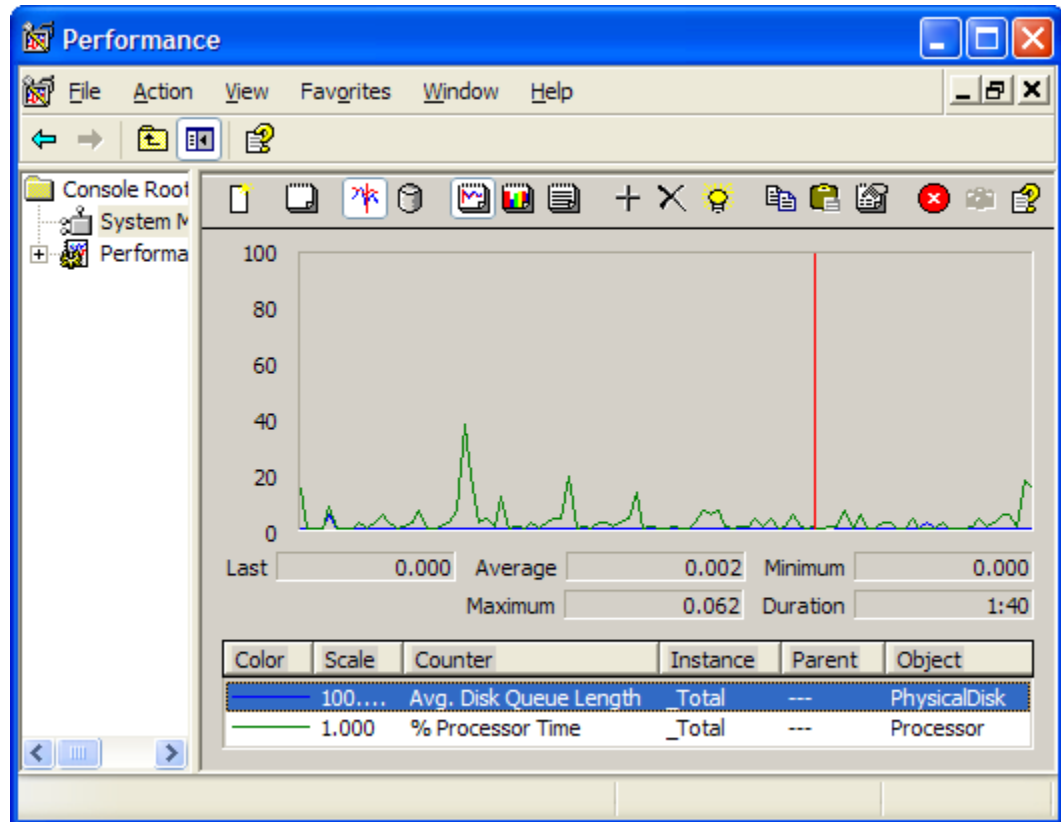 Performance
File Action View Favorites Window Help
Console Root
System M
Performa
100
80
60
40
20
0
Last 0.000 Average 0.002 Minimum 0.000
Maximum 0.062 Duration 1:40
Color Scale Counter Instance Parent Object
100.... Avg. Disk Queue Length _Total --- PhysicalDisk
1.000 % Processor Time _Total --- Processor